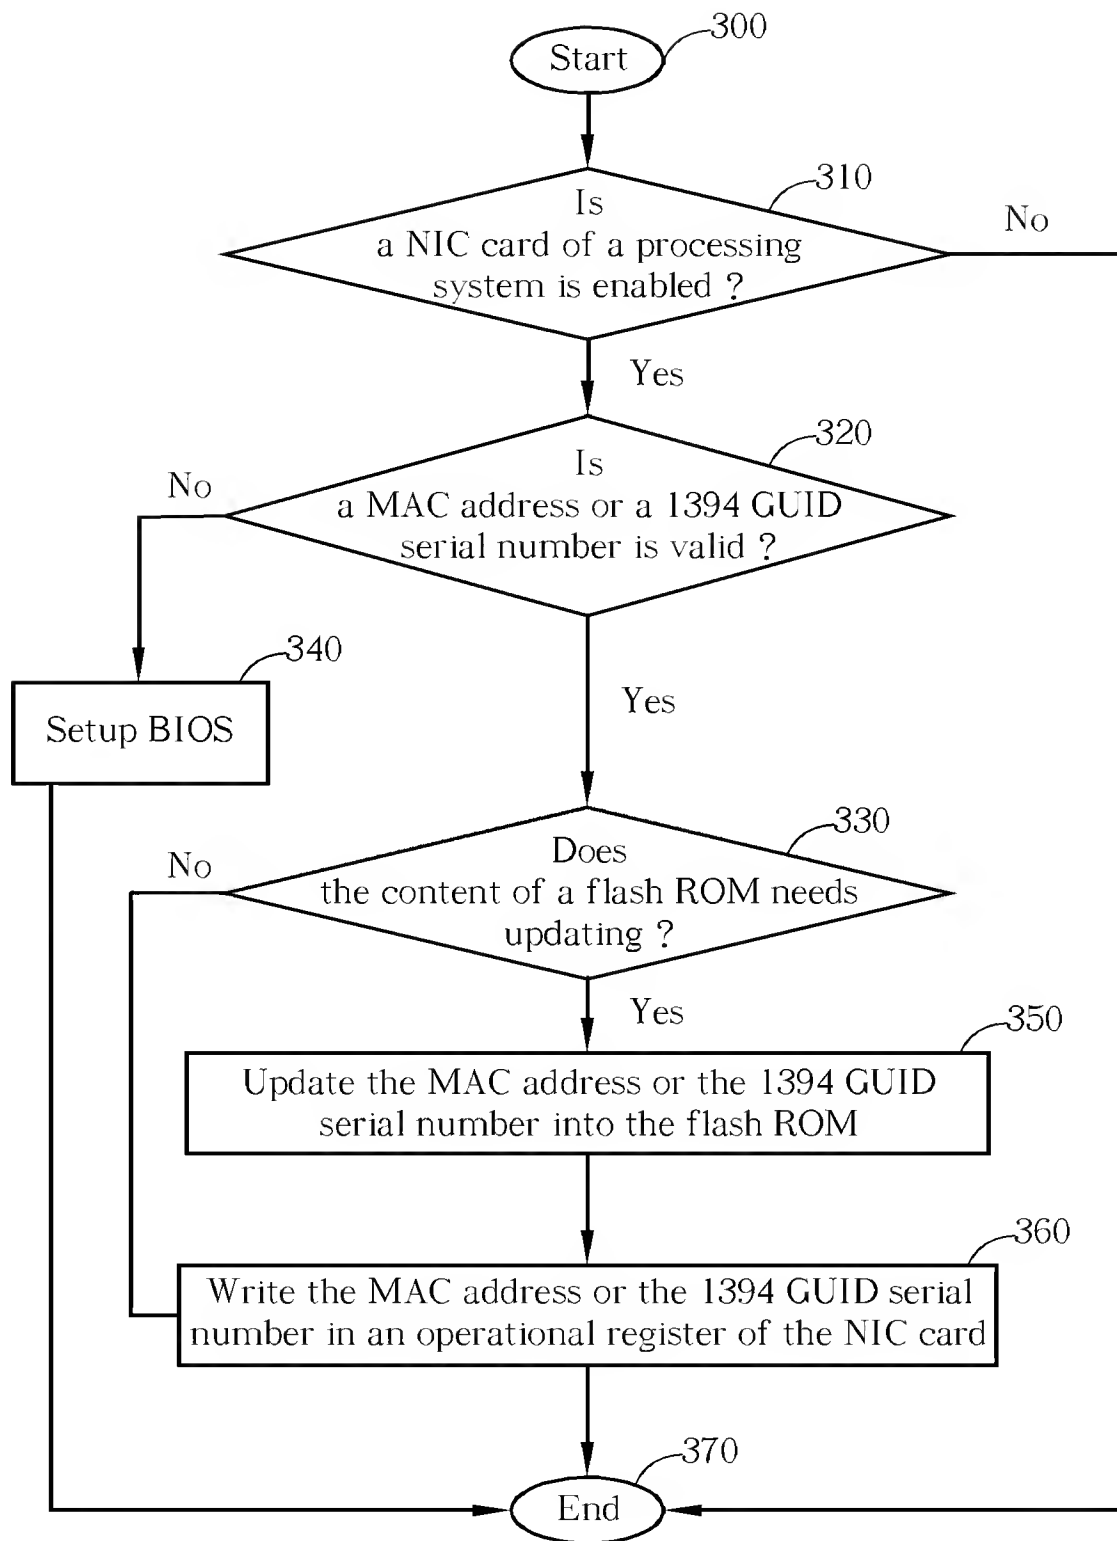 300
Start
310
Is
a NIC card of a processing
system is enabled ?
No
Yes
320
Is
a MAC address or a 1394 GUID
serial number is valid ?
No
340
Setup BIOS
Yes
330
Does
the content of a flash ROM needs
updating ?
No
Yes
350
Update the MAC address or the 1394 GUID
serial number into the flash ROM
360
Write the MAC address or the 1394 GUID serial
number in an operational register of the NIC card
370
End